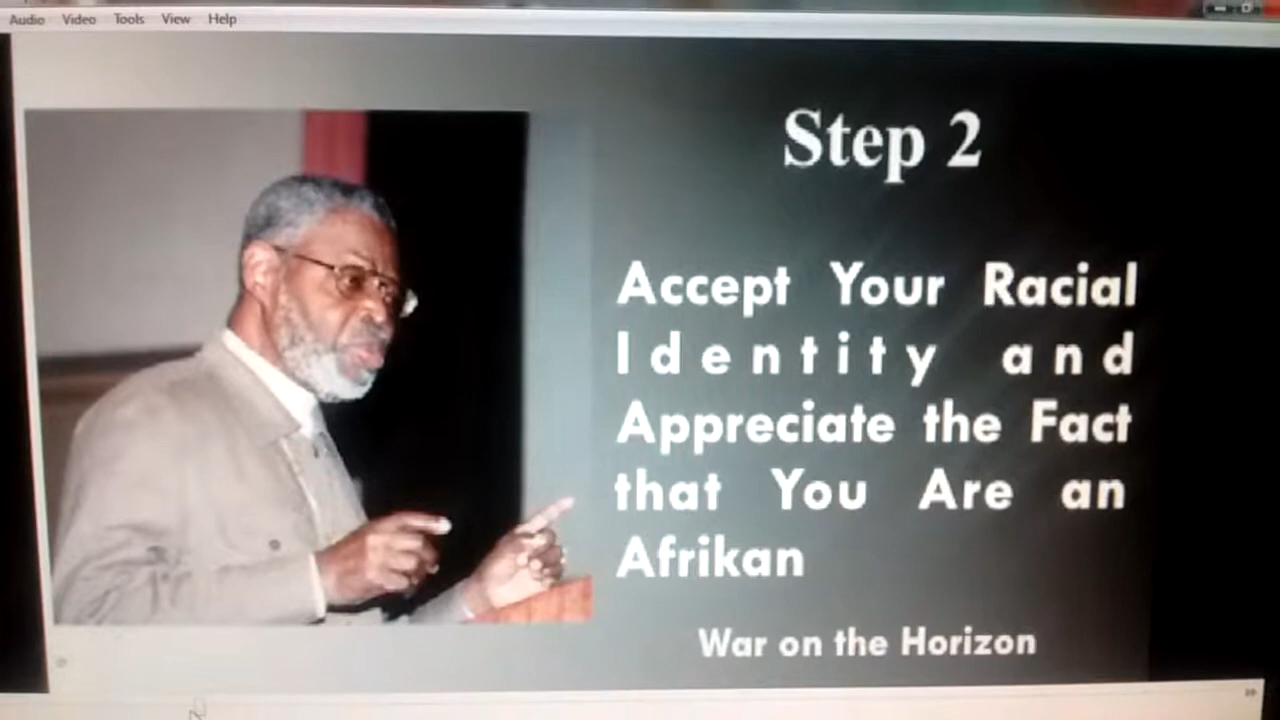 Audio Video Tools View Help
Step 2
Accept Your Racial
Identity and
Appreciate the Fact
that You Are an
Afrikan
War on the Horizon